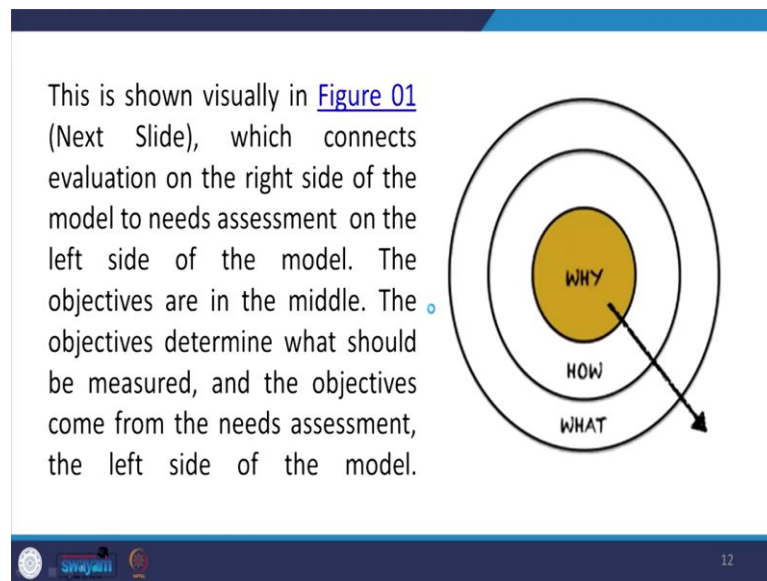 This is shown visually in Figure 01
(Next Slide), which connects
evaluation on the right side of the
model to needs assessment on the
left side of the model. The
objectives are in the middle. The
objectives determine what should
be measured, and the objectives
come from the needs assessment,
the left side of the model.
WHY
HOW
WHAT
swayam
12